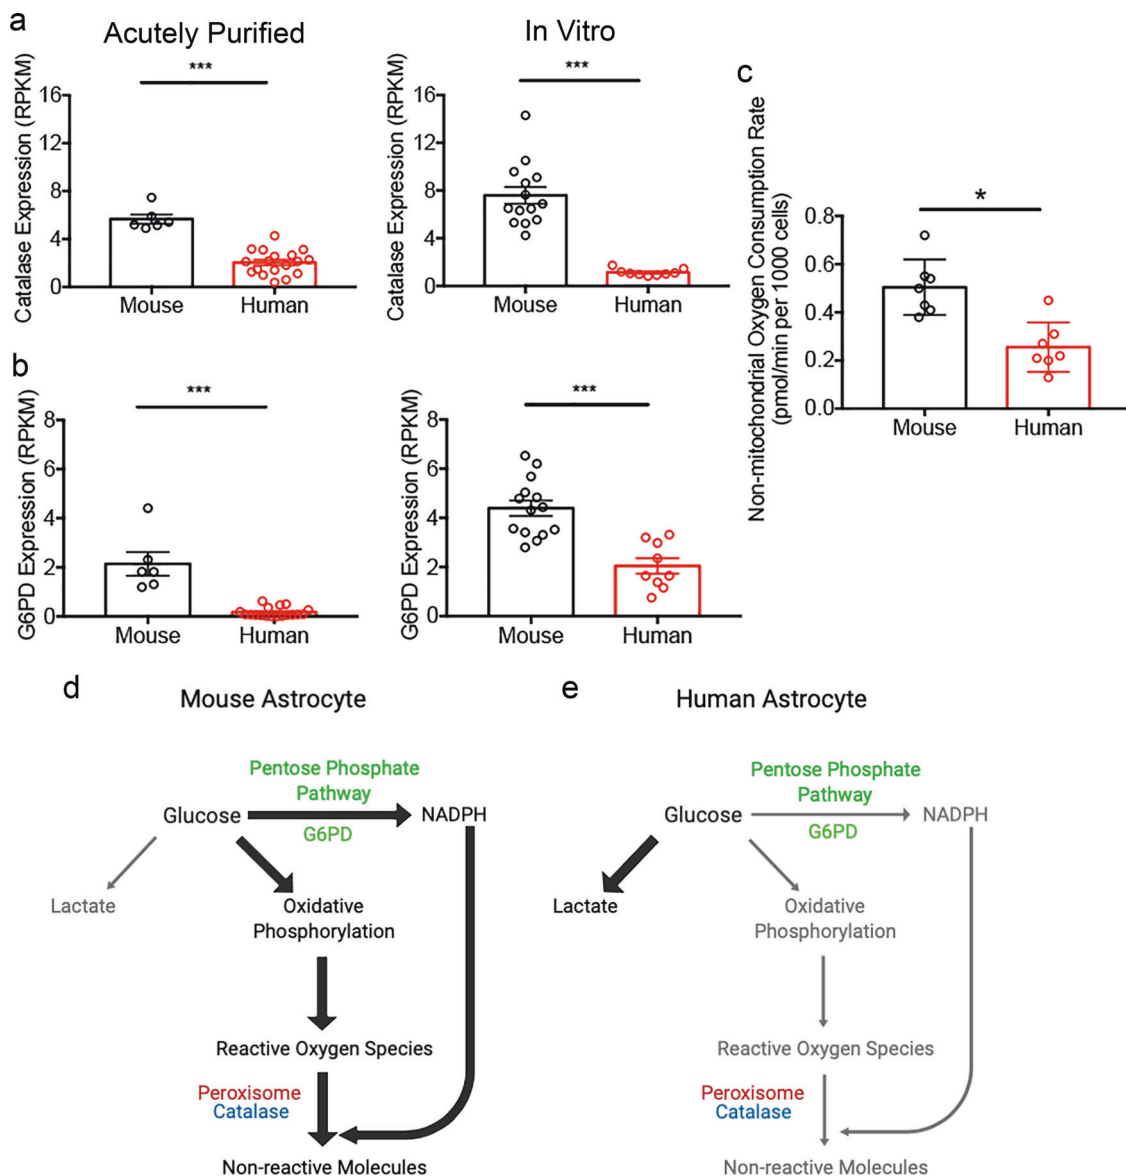 a
Acutely Purified
In Vitro
Catalase Expression (RPKM)
16
12
8
4
0
***
Mouse
Human
Catalase Expression (RPKM)
16
12
8
4
0
***
Mouse
Human
c
Non-mitochondrial Oxygen Consumption Rate
(pmol/min per 1000 cells)
0.8
0.6
0.4
0.2
0.0
*
Mouse
Human
b
G6PD Expression (RPKM)
8
6
4
2
0
***
Mouse
Human
G6PD Expression (RPKM)
8
6
4
2
0
***
Mouse
Human
d
Mouse Astrocyte
Pentose Phosphate
Pathway
Glucose
NADPH
G6PD
Lactate
Oxidative
Phosphorylation
Reactive Oxygen Species
Peroxisome
Catalase
Non-reactive Molecules
e
Human Astrocyte
Pentose Phosphate
Pathway
Glucose
NADPH
G6PD
Lactate
Oxidative
Phosphorylation
Reactive Oxygen Species
Peroxisome
Catalase
Non-reactive Molecules